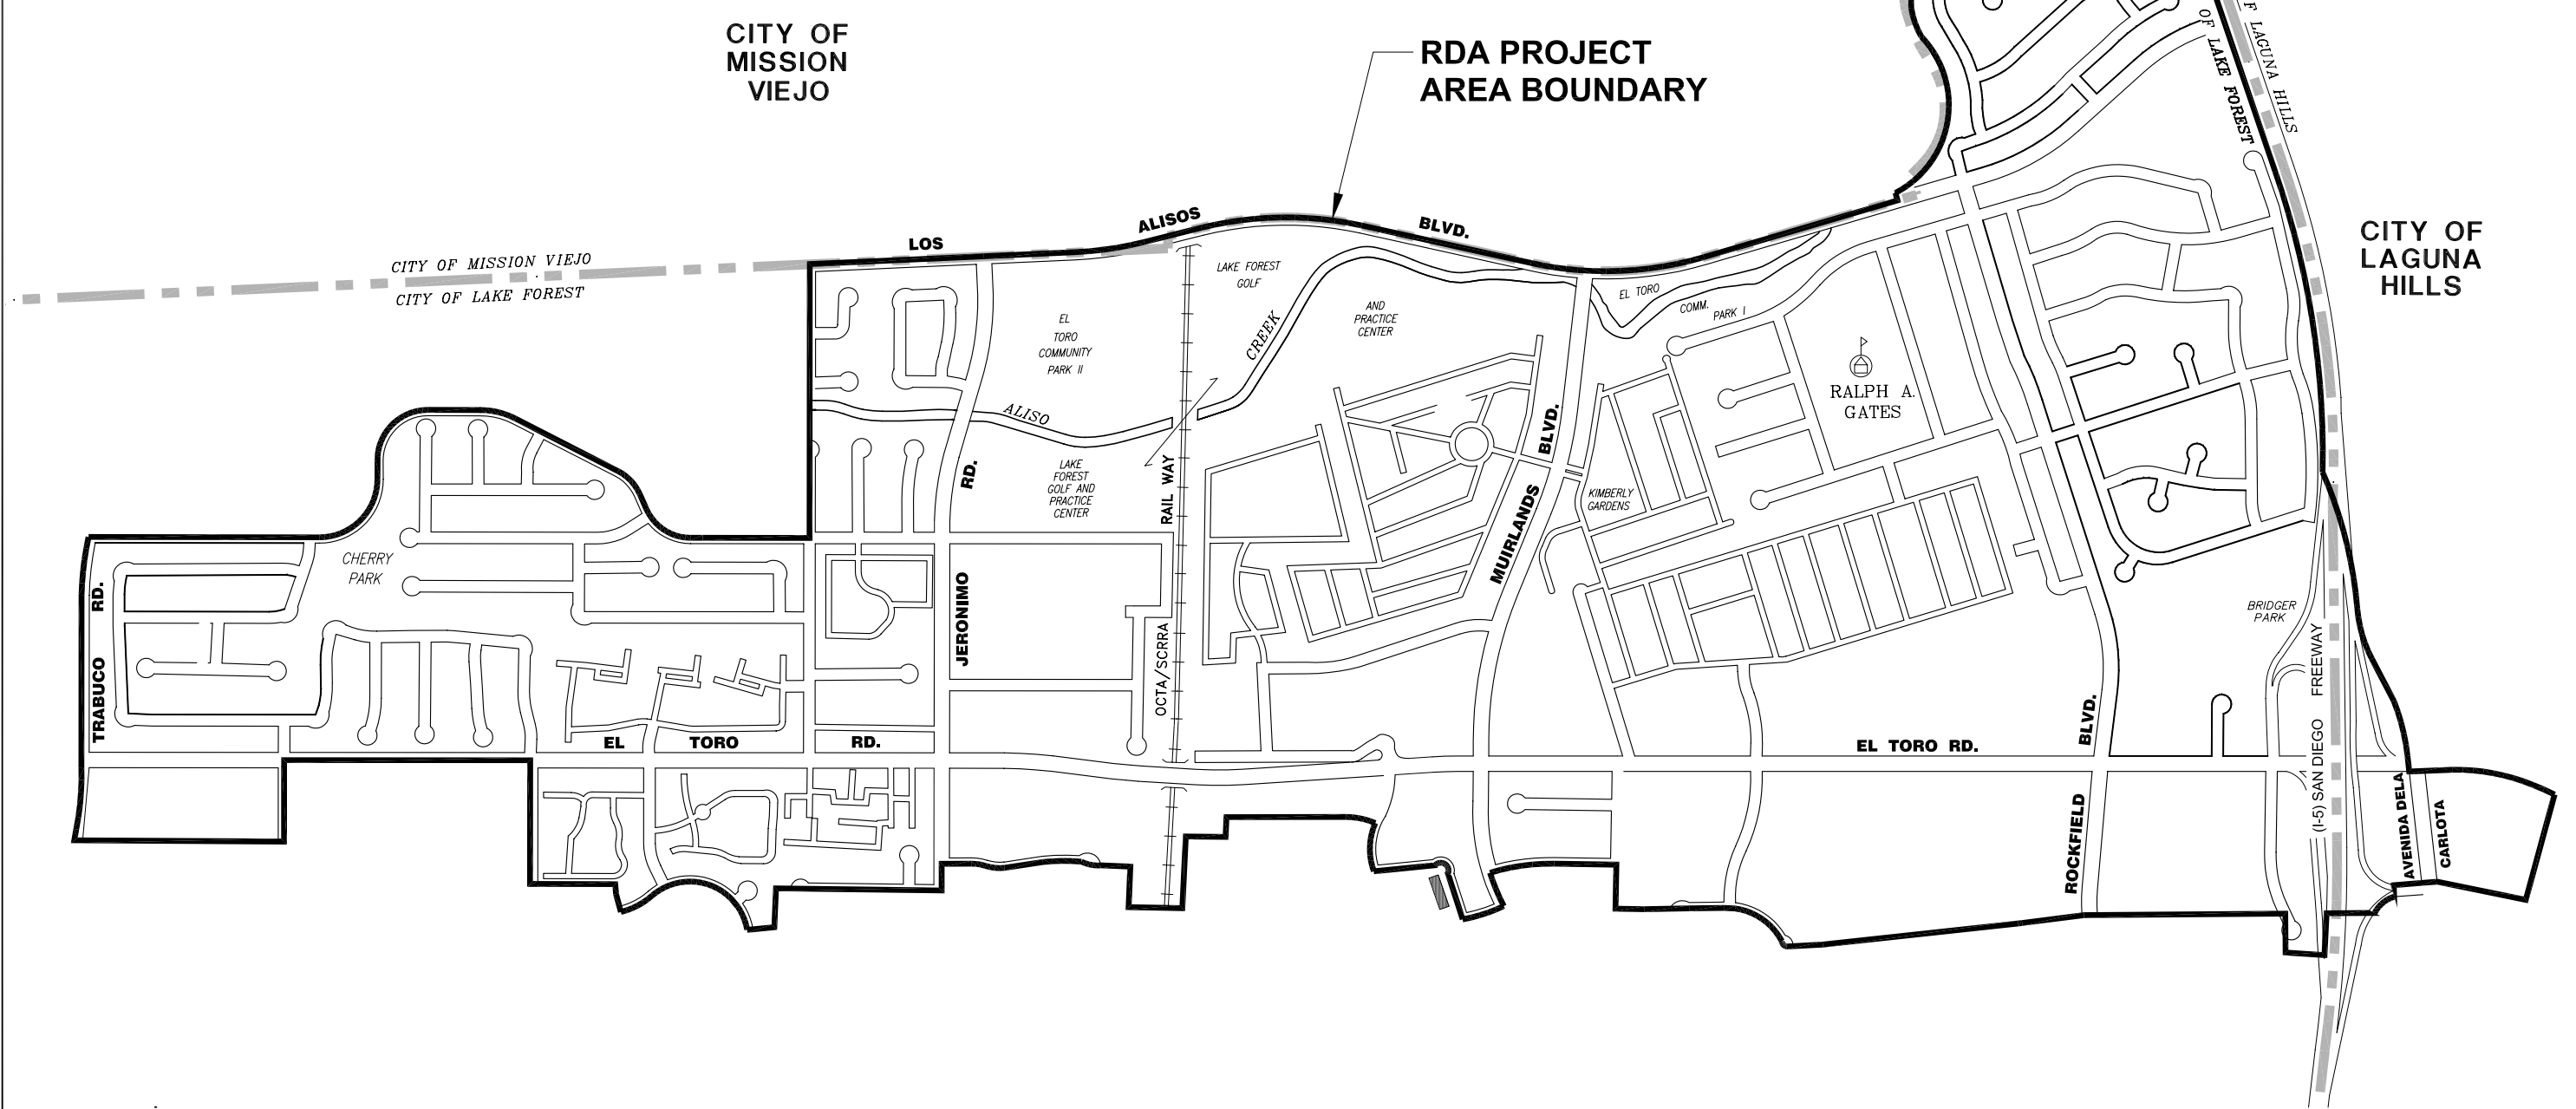 CITY OF
MISSION
VIEJO
RDA PROJECT
AREA BOUNDARY
F LAGUNA HILLS
OF LAKE FOREST
CITY OF
LAGUNA
HILLS
LOS
ALISOS
BLVD.
CITY OF MISSION VIEJO
CITY OF LAKE FOREST
LAKE FOREST
GOLF
AND
PRACTICE
CENTER
EL TORO
COMM.
PARK I
EL
TORO
COMMUNITY
PARK II
CREEK
ALISO
RALPH A.
GATES
RD.
JERONIMO
LAKE
FOREST
GOLF AND
PRACTICE
CENTER
RAIL WAY
OCTA/SCRRA
BLVD.
MUIRLANDS
KIMBERLY
GARDENS
CHERRY
PARK
RD.
TRABUCO
BRIDGER
PARK
FREEWAY
(I-5) SAN DIEGO
EL
TORO
RD.
EL TORO RD.
BLVD.
ROCKFIELD
AVENIDA DELA
CARLOTA